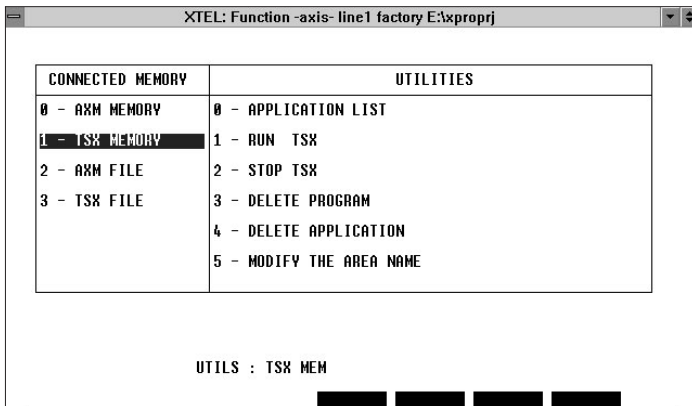 XTEL: Function -axis- line1 factory E:\xproprj
CONNECTED MEMORY UTILITIES
0 - AXM MEMORY 0 - APPLICATION LIST
1 - TSX MEMORY 1 - RUN TSX
2 - AXM FILE 2 - STOP TSX
3 - TSX FILE 3 - DELETE PROGRAM
4 - DELETE APPLICATION
5 - MODIFY THE AREA NAME
UTILS : TSX MEM